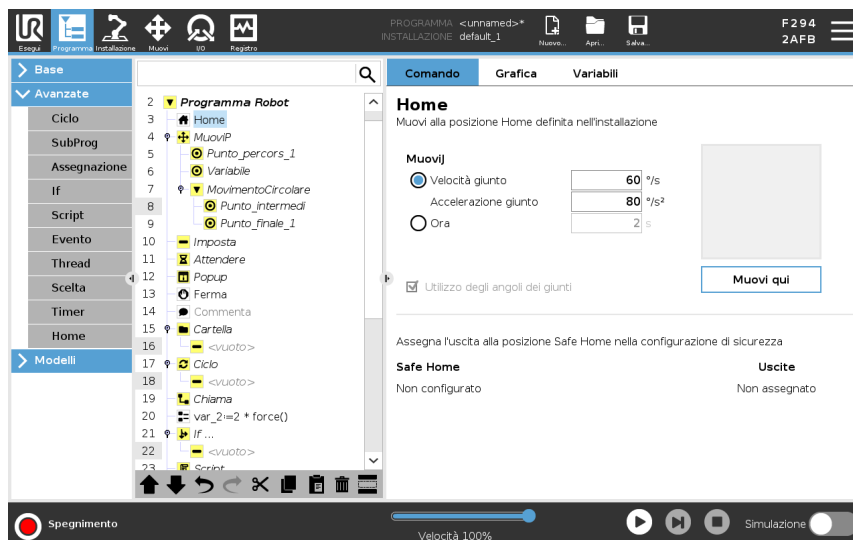 PROGRAMMA <unnamed>*
INSTALLAZIONE default_1
F294
2AFB
Esegui Programma Installazione Muovi I/O Registro Nuovo... Apri... Salva...
Base
Avanzate
Ciclo
SubProg
Assegnazione
If
Script
Evento
Thread
Scelta
Timer
Home
Modelli
2 Programma Robot
3 Home
4 MuoviP
5 Punto_percors_1
6 Variabile
7 MovimentoCircolare
8 Punto_intermedi
9 Punto_finale_1
10 Imposta
11 Attendere
12 Popup
13 Ferma
14 Commenta
15 Cartella
16 <vuoto>
17 Ciclo
18 <vuoto>
19 Chiama
20 var_2≔2 * force()
21 If ...
22 <vuoto>
23 Script
Comando Grafica Variabili
Home
Muovi alla posizione Home definita nell'installazione
MuoviJ
Velocità giunto 60 °/s
Accelerazione giunto 80 °/s²
Ora 2 s
Muovi qui
Utilizzo degli angoli dei giunti
Assegna l'uscita alla posizione Safe Home nella configurazione di sicurezza
Safe Home Uscite
Non configurato Non assegnato
Spegnimento
Velocità 100%
Simulazione